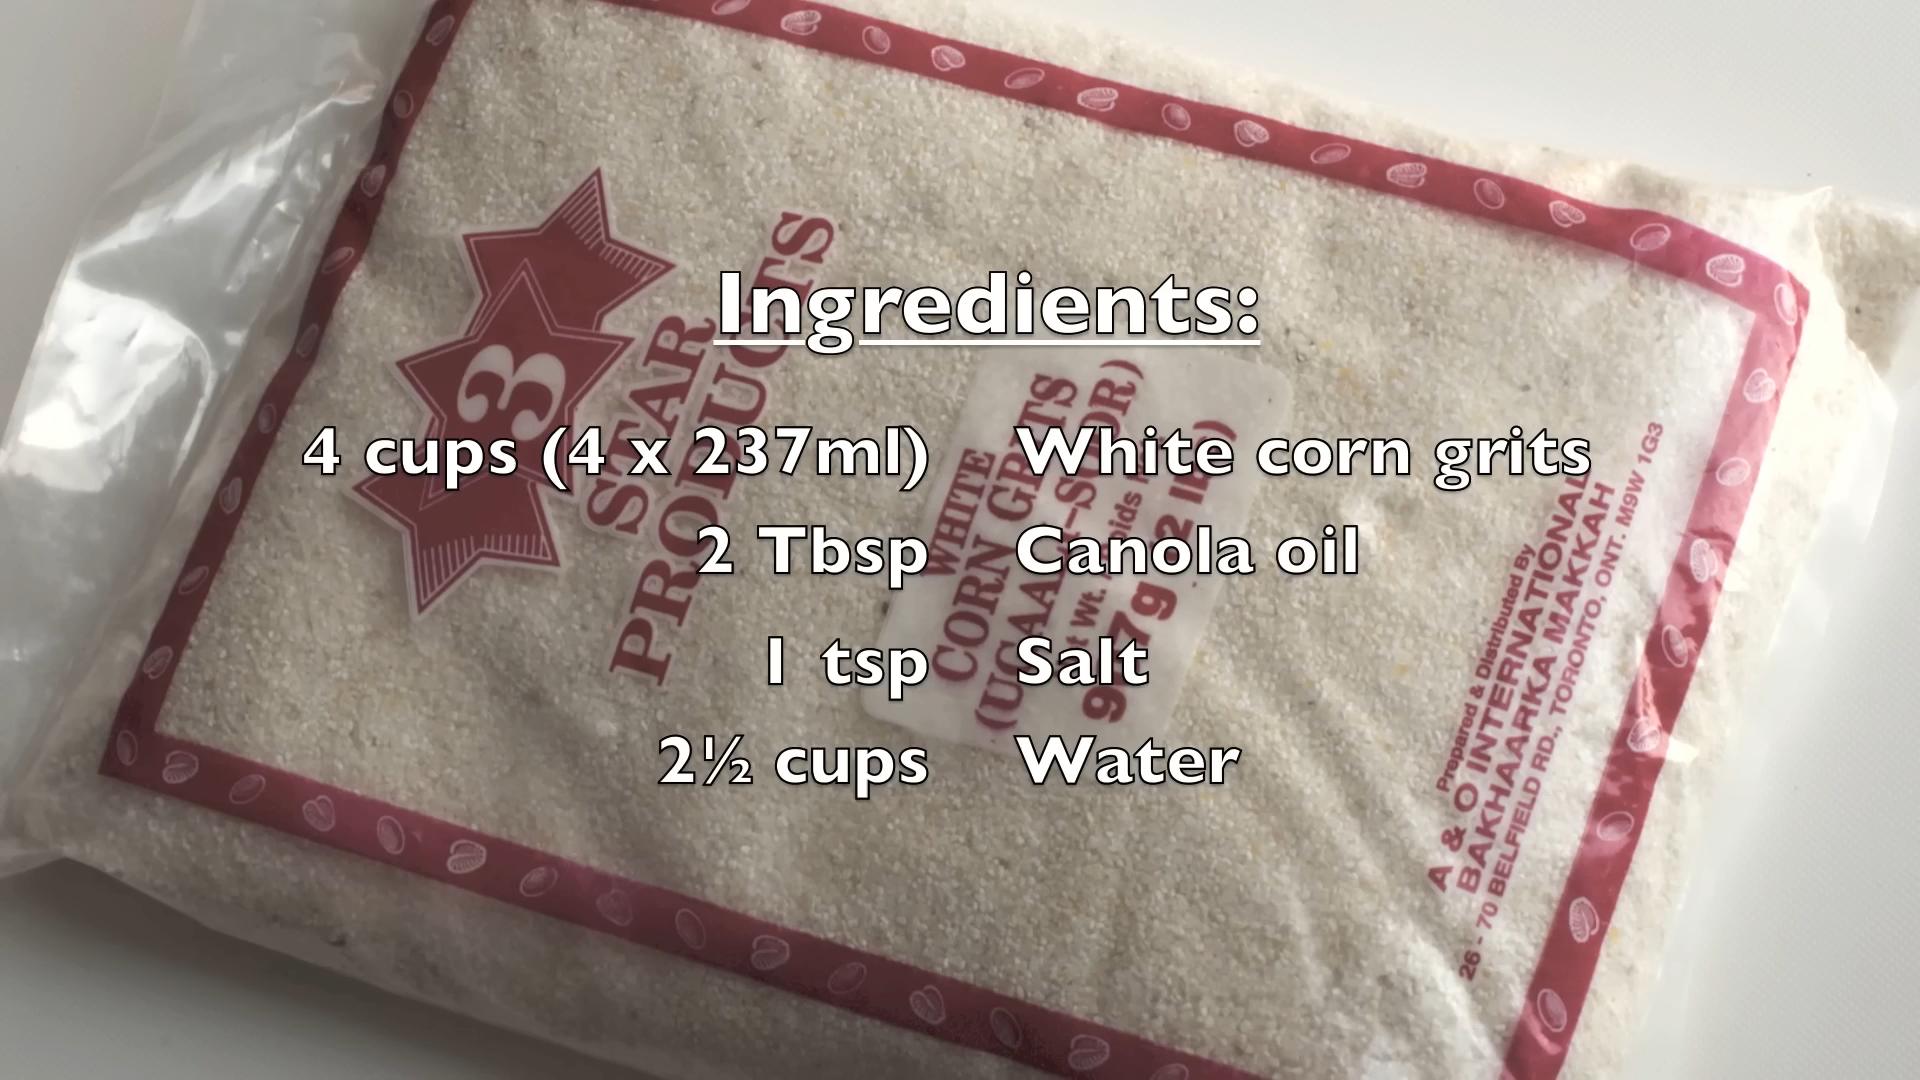 Ingredients:
4 cups (4 x 237ml) White corn grits
2 Tbsp Canola oil
1 tsp Salt
2½ cups Water
3
STAR
PRODUCTS
WHITE
CORN GRITS
Prepared & Distributed By
A & O INTERNATIONAL
BAKHAARKA MAKKAH
26 - 70 BELFIELD RD., TORONTO, ONT. M9W 1G3